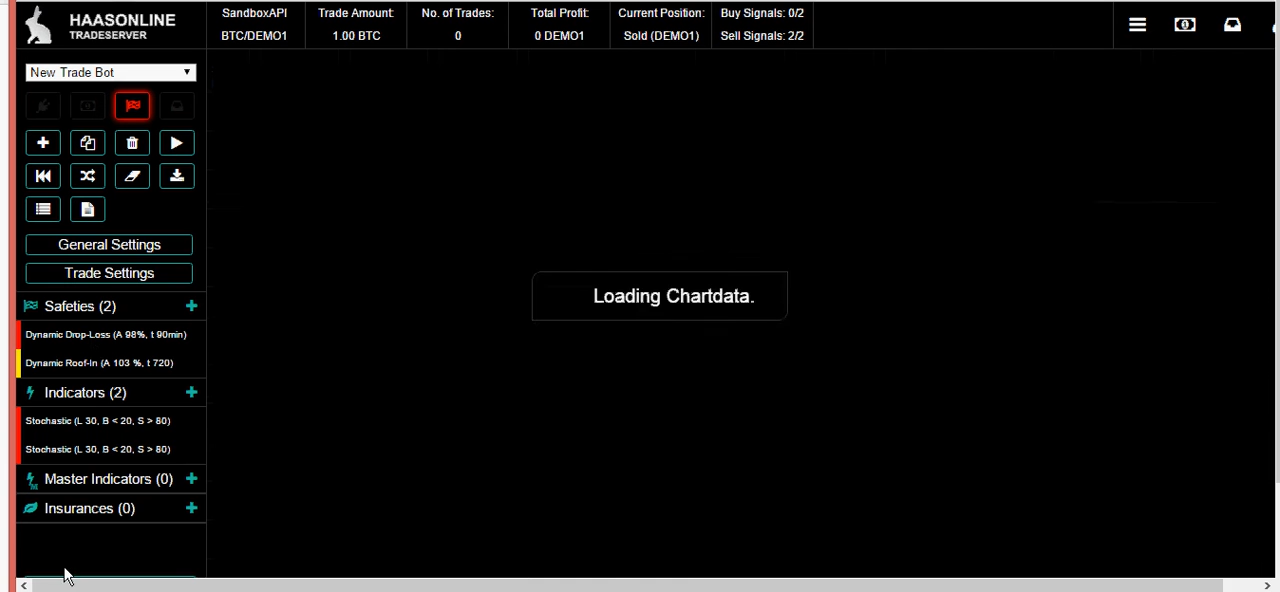 HAASONLINE
TRADESERVER
SandboxAPI
BTC/DEMO1
Trade Amount:
1.00 BTC
No. of Trades:
0
Total Profit:
0 DEMO1
Current Position:
Sold (DEMO1)
Buy Signals: 0/2
Sell Signals: 2/2
New Trade Bot
General Settings
Trade Settings
Safeties (2)
Dynamic Drop-Loss (A 98%, t 90min)
Dynamic Roof-In (A 103 %, t 720)
Indicators (2)
Stochastic (L 30, B < 20, S > 80)
Stochastic (L 30, B < 20, S > 80)
Master Indicators (0)
Insurances (0)
Loading Chartdata.